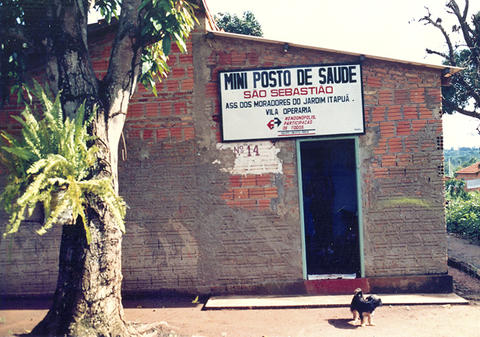 MINI POSTO DE SAUDE
SÃO SEBASTIÃO
ASS. DOS MORADORES DO JARDIM ITAPUÃ
VILA OPERARIA
RONDONOPOLIS.
PARTICIPAÇÃO
DE TODOS
Nº 14